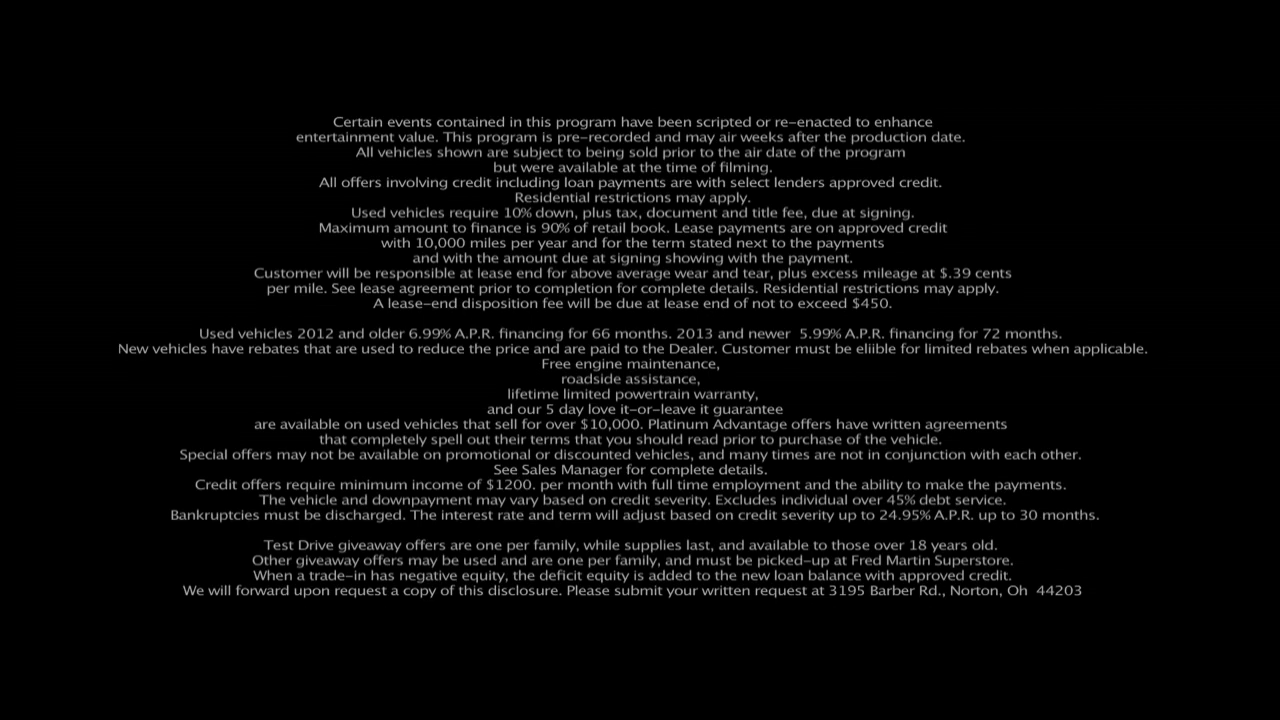 Certain events contained in this program have been scripted or re-enacted to enhance
entertainment value. This program is pre-recorded and may air weeks after the production date.
All vehicles shown are subject to being sold prior to the air date of the program
but were available at the time of filming.
All offers involving credit including loan payments are with select lenders approved credit.
Residential restrictions may apply.
Used vehicles require 10% down, plus tax, document and title fee, due at signing.
Maximum amount to finance is 90% of retail book. Lease payments are on approved credit
with 10,000 miles per year and for the term stated next to the payments
and with the amount due at signing showing with the payment.
Customer will be responsible at lease end for above average wear and tear, plus excess mileage at $.39 cents
per mile. See lease agreement prior to completion for complete details. Residential restrictions may apply.
A lease-end disposition fee will be due at lease end of not to exceed $450.
Used vehicles 2012 and older 6.99% A.P.R. financing for 66 months. 2013 and newer 5.99% A.P.R. financing for 72 months.
New vehicles have rebates that are used to reduce the price and are paid to the Dealer. Customer must be eliible for limited rebates when applicable.
Free engine maintenance,
roadside assistance,
lifetime limited powertrain warranty,
and our 5 day love it-or-leave it guarantee
are available on used vehicles that sell for over $10,000. Platinum Advantage offers have written agreements
that completely spell out their terms that you should read prior to purchase of the vehicle.
Special offers may not be available on promotional or discounted vehicles, and many times are not in conjunction with each other.
See Sales Manager for complete details.
Credit offers require minimum income of $1200. per month with full time employment and the ability to make the payments.
The vehicle and downpayment may vary based on credit severity. Excludes individual over 45% debt service.
Bankruptcies must be discharged. The interest rate and term will adjust based on credit severity up to 24.95% A.P.R. up to 30 months.
Test Drive giveaway offers are one per family, while supplies last, and available to those over 18 years old.
Other giveaway offers may be used and are one per family, and must be picked-up at Fred Martin Superstore.
When a trade-in has negative equity, the deficit equity is added to the new loan balance with approved credit.
We will forward upon request a copy of this disclosure. Please submit your written request at 3195 Barber Rd., Norton, Oh 44203